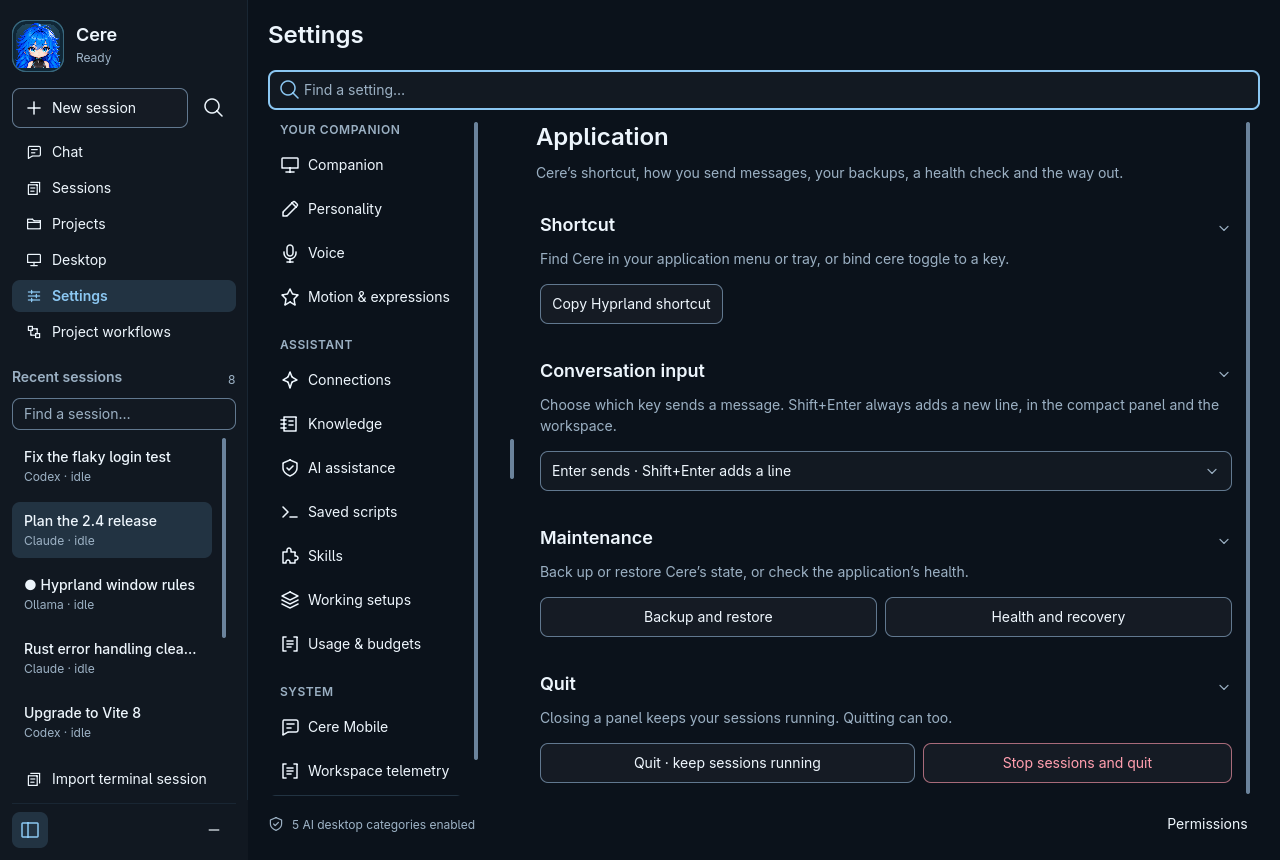 Cere
Ready
New session
Chat
Sessions
Projects
Desktop
Settings
Project workflows
Recent sessions
8
Find a session...
Fix the flaky login test
Codex · idle
Plan the 2.4 release
Claude · idle
● Hyprland window rules
Ollama · idle
Rust error handling clea…
Claude · idle
Upgrade to Vite 8
Codex · idle
Import terminal session
Settings
Find a setting...
YOUR COMPANION
Companion
Personality
Voice
Motion & expressions
ASSISTANT
Connections
Knowledge
AI assistance
Saved scripts
Skills
Working setups
Usage & budgets
SYSTEM
Cere Mobile
Workspace telemetry
Application
Cere’s shortcut, how you send messages, your backups, a health check and the way out.
Shortcut
Find Cere in your application menu or tray, or bind cere toggle to a key.
Copy Hyprland shortcut
Conversation input
Choose which key sends a message. Shift+Enter always adds a new line, in the compact panel and the
workspace.
Enter sends · Shift+Enter adds a line
Maintenance
Back up or restore Cere’s state, or check the application’s health.
Backup and restore
Health and recovery
Quit
Closing a panel keeps your sessions running. Quitting can too.
Quit · keep sessions running
Stop sessions and quit
5 AI desktop categories enabled
Permissions